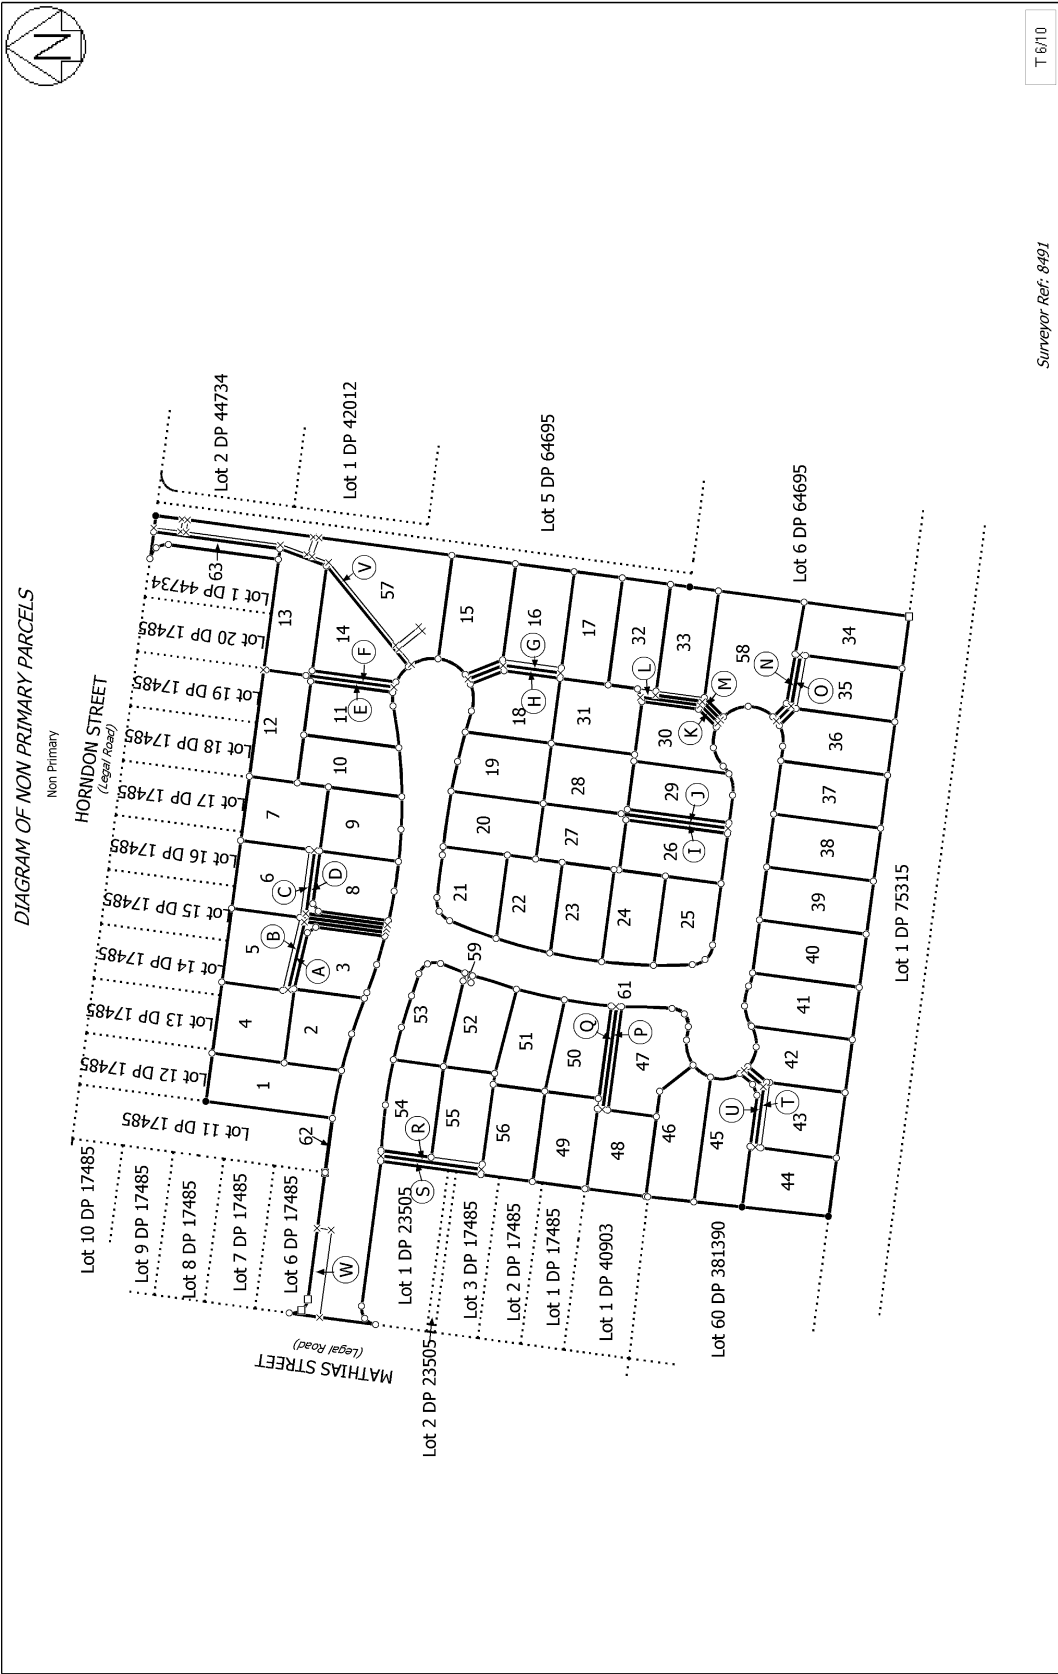 DIAGRAM OF NON PRIMARY PARCELS
Non Primary
N
T 6/10
Surveyor Ref: 8491
HORNDON STREET
(Legal Road)
MATHIAS STREET
(Legal Road)
Lot 10 DP 17485
Lot 9 DP 17485
Lot 8 DP 17485
Lot 7 DP 17485
Lot 6 DP 17485
Lot 11 DP 17485
Lot 12 DP 17485
Lot 13 DP 17485
Lot 14 DP 17485
Lot 15 DP 17485
Lot 16 DP 17485
Lot 17 DP 17485
Lot 18 DP 17485
Lot 19 DP 17485
Lot 20 DP 17485
Lot 1 DP 44734
Lot 2 DP 44734
Lot 1 DP 42012
Lot 5 DP 64695
Lot 6 DP 64695
Lot 1 DP 75315
Lot 1 DP 23505
Lot 2 DP 23505
Lot 3 DP 17485
Lot 2 DP 17485
Lot 1 DP 17485
Lot 1 DP 40903
Lot 60 DP 381390
1
2
3
4
5
6
7
8
9
10
11
12
13
14
15
16
17
18
19
20
21
22
23
24
25
26
27
28
29
30
31
32
33
34
35
36
37
38
39
40
41
42
43
44
45
46
47
48
49
50
51
52
53
54
55
56
57
58
59
61
62
63
A
B
C
D
E
F
G
H
I
J
K
L
M
N
O
P
Q
R
S
T
U
V
W